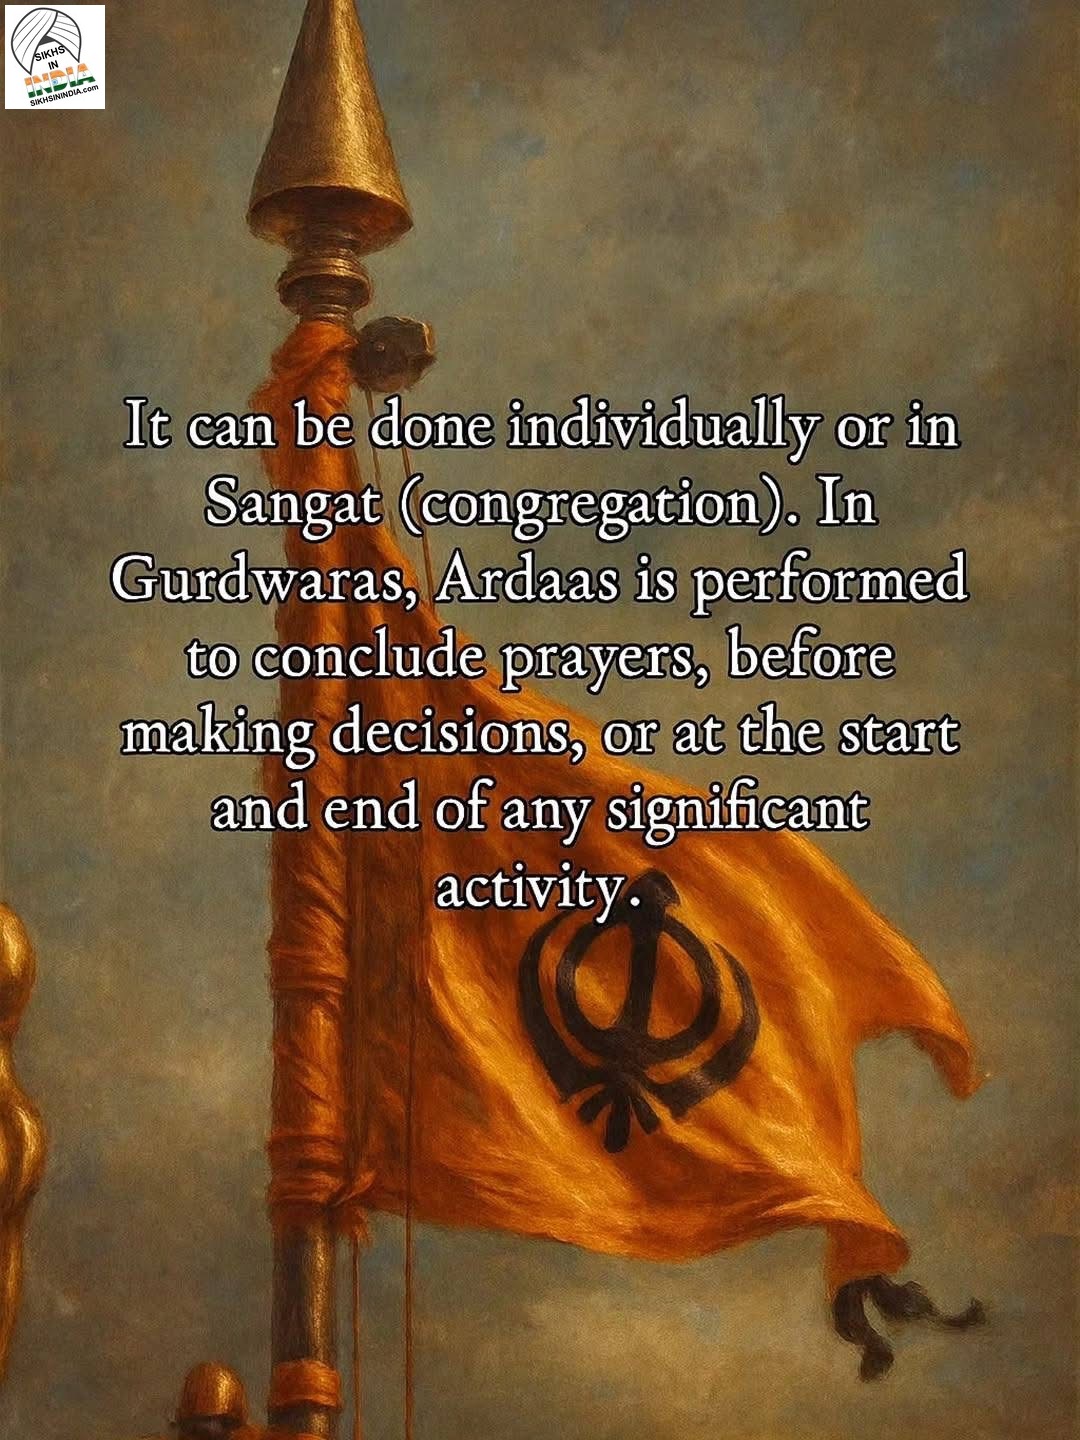 SIKHS
IN
INDIA
SIKHSININDIA.com
It can be done individually or in
Sangat (congregation). In
Gurdwaras, Ardaas is performed
to conclude prayers, before
making decisions, or at the start
and end of any significant
activity.